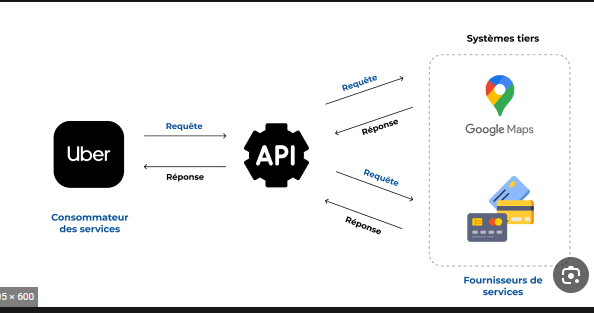 Systèmes tiers
Requête
Réponse
Google Maps
Uber
Requête
Réponse
API
Requête
Réponse
Consommateur
des services
Fournisseurs de
services
5 × 600